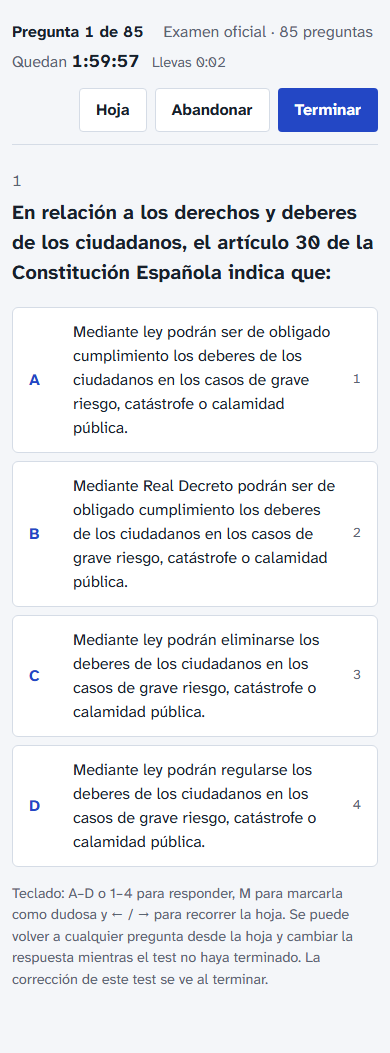 Pregunta 1 de 85 Examen oficial · 85 preguntas
Quedan 1:59:57 Llevas 0:02
Hoja Abandonar Terminar
1
En relación a los derechos y deberes
de los ciudadanos, el artículo 30 de la
Constitución Española indica que:
Mediante ley podrán ser de obligado
cumplimiento los deberes de los
A ciudadanos en los casos de grave 1
riesgo, catástrofe o calamidad
pública.
Mediante Real Decreto podrán ser de
obligado cumplimiento los deberes
B de los ciudadanos en los casos de 2
grave riesgo, catástrofe o calamidad
pública.
Mediante ley podrán eliminarse los
deberes de los ciudadanos en los
C casos de grave riesgo, catástrofe o 3
calamidad pública.
Mediante ley podrán regularse los
deberes de los ciudadanos en los
D casos de grave riesgo, catástrofe o 4
calamidad pública.
Teclado: A–D o 1–4 para responder, M para marcarla
como dudosa y ← / → para recorrer la hoja. Se puede
volver a cualquier pregunta desde la hoja y cambiar la
respuesta mientras el test no haya terminado. La
corrección de este test se ve al terminar.